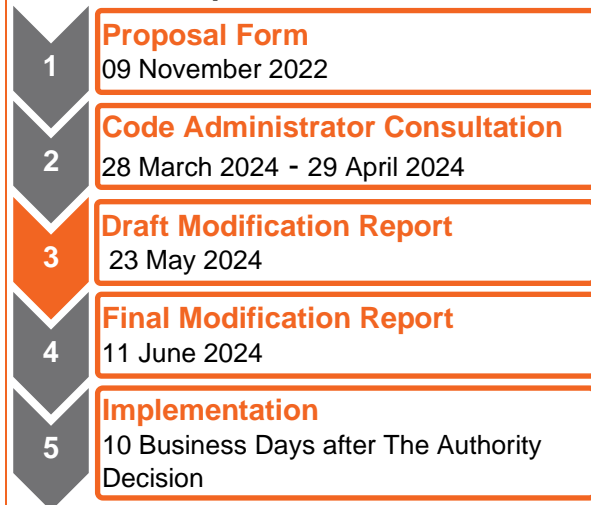 1
Proposal Form
09 November 2022
2
Code Administrator Consultation
28 March 2024 - 29 April 2024
3
Draft Modification Report
23 May 2024
4
Final Modification Report
11 June 2024
5
Implementation
10 Business Days after The Authority
Decision